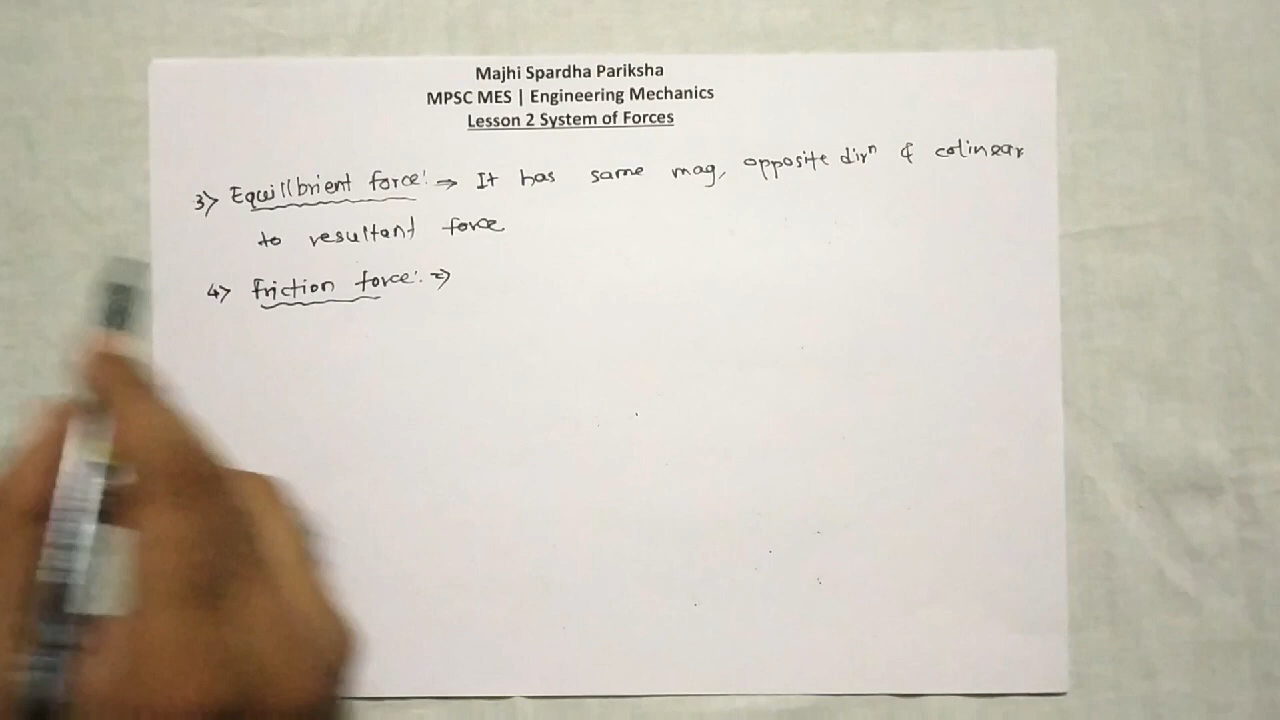 Majhi Spardha Pariksha
MPSC MES | Engineering Mechanics
Lesson 2 System of Forces
3> Equillbrient force: → It has same mag, opposite dirⁿ & colinear
to resultant force
4> friction force: ⇒